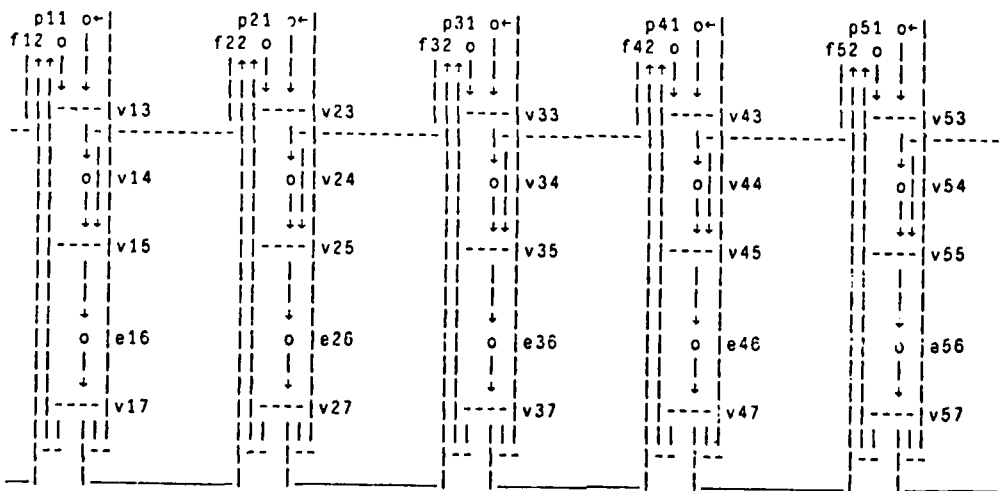 p11 p21 p31 p41 p51
f12 f22 f32 f42 f52
v13 v23 v33 v43 v53
v14 v24 v34 v44 v54
v15 v25 v35 v45 v55
e16 e26 e36 e46 e56
v17 v27 v37 v47 v57